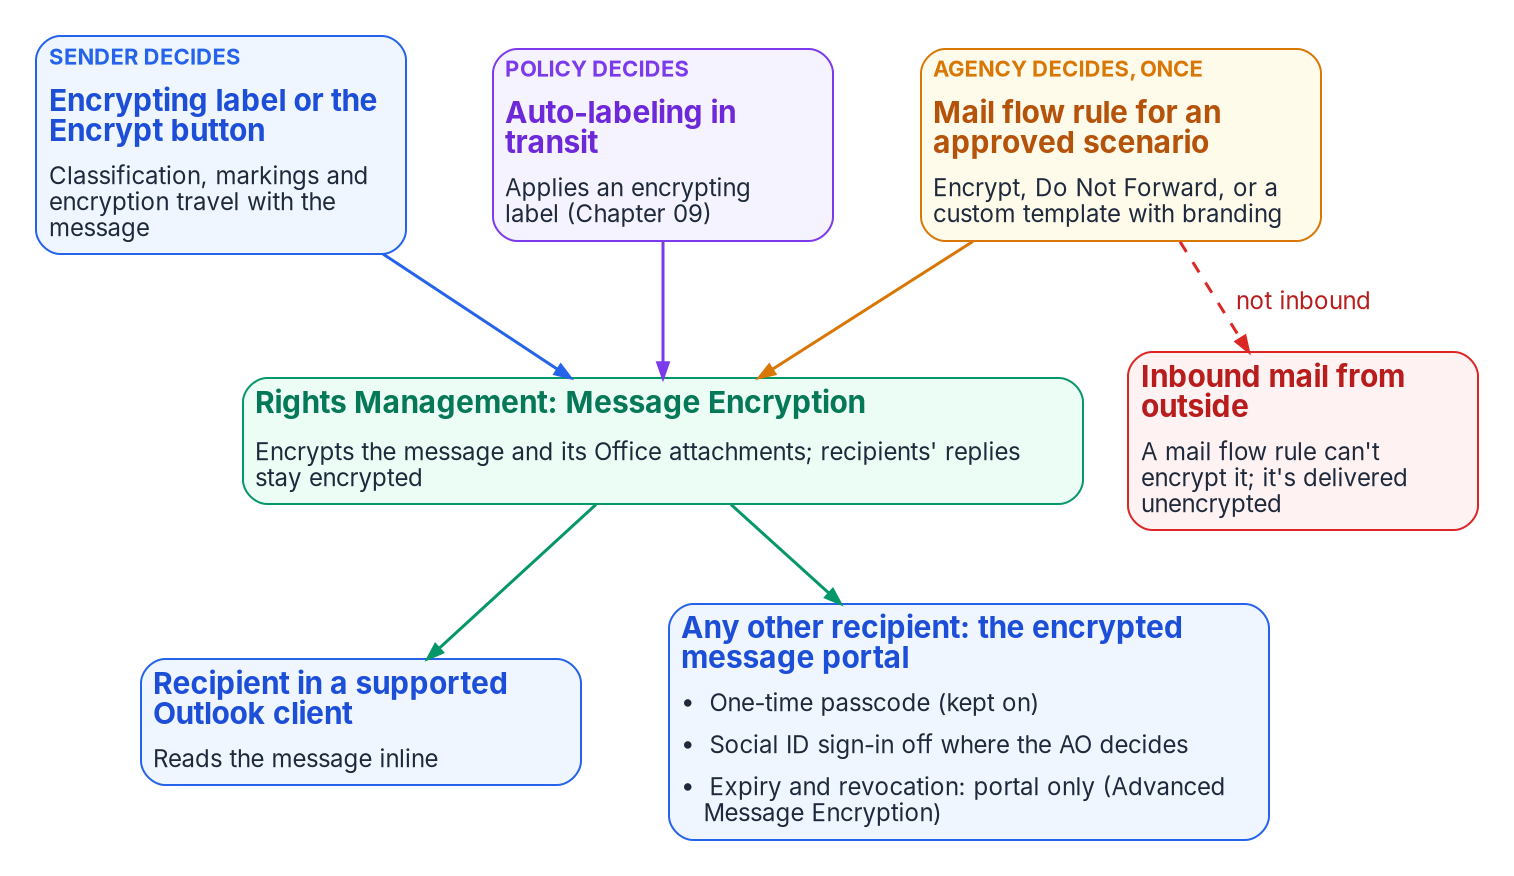 SENDER DECIDES
Encrypting label or the
Encrypt button
Classification, markings and
encryption travel with the
message
POLICY DECIDES
Auto-labeling in
transit
Applies an encrypting
label (Chapter 09)
AGENCY DECIDES, ONCE
Mail flow rule for an
approved scenario
Encrypt, Do Not Forward, or a
custom template with branding
not inbound
Rights Management: Message Encryption
Encrypts the message and its Office attachments; recipients' replies
stay encrypted
Inbound mail from
outside
A mail flow rule can't
encrypt it; it's delivered
unencrypted
Recipient in a supported
Outlook client
Reads the message inline
Any other recipient: the encrypted
message portal
• One-time passcode (kept on)
• Social ID sign-in off where the AO decides
• Expiry and revocation: portal only (Advanced
Message Encryption)